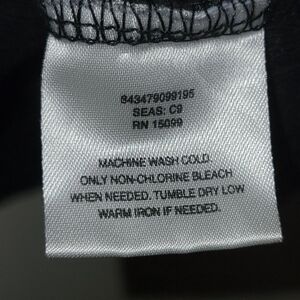 843479099195
SEAS: C9
RN 15099
MACHINE WASH COLD.
ONLY NON-CHLORINE BLEACH
WHEN NEEDED. TUMBLE DRY LOW
WARM IRON IF NEEDED.